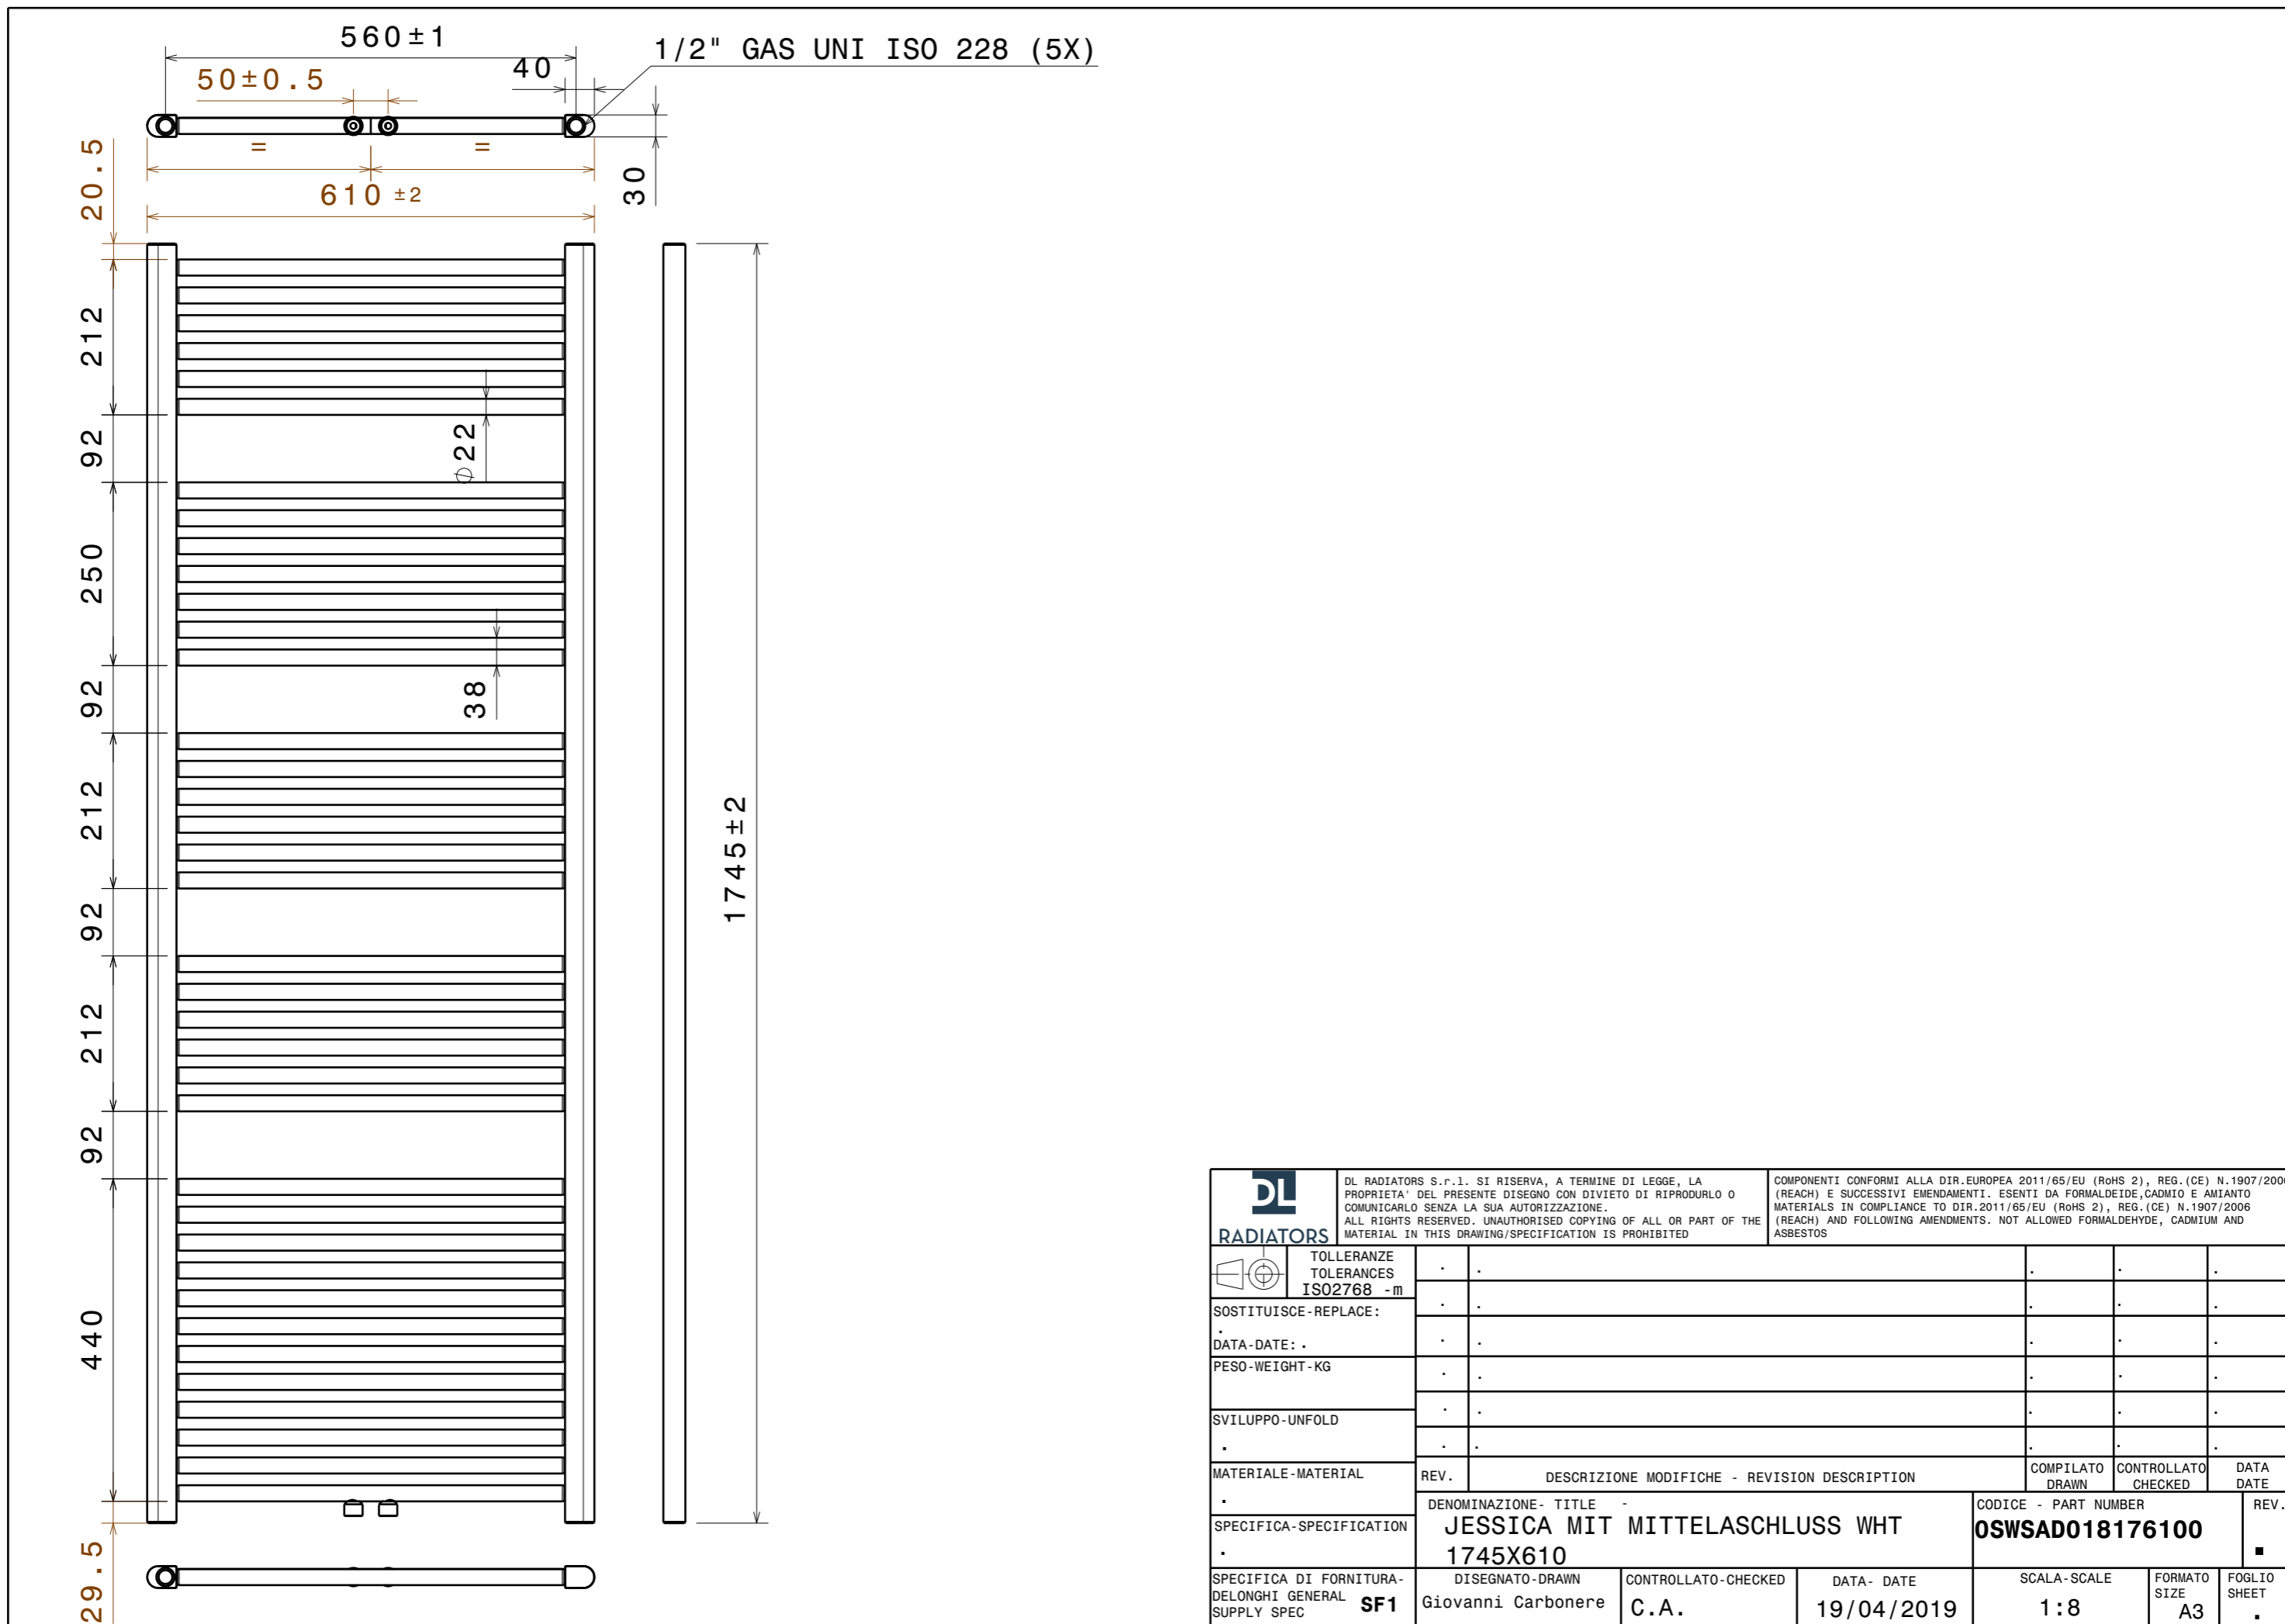 560±1
1/2" GAS UNI ISO 228 (5X)
50±0.5
40
= =
30
610 ±2
20.5
212
92
Ø22
250
38
92
212
1745±2
92
212
92
440
29.5
DL
RADIATORS
DL RADIATORS S.r.l. SI RISERVA, A TERMINE DI LEGGE, LA
PROPRIETA' DEL PRESENTE DISEGNO CON DIVIETO DI RIPRODURLO O
COMUNICARLO SENZA LA SUA AUTORIZZAZIONE.
ALL RIGHTS RESERVED. UNAUTHORISED COPYING OF ALL OR PART OF THE
MATERIAL IN THIS DRAWING/SPECIFICATION IS PROHIBITED
COMPONENTI CONFORMI ALLA DIR.EUROPEA 2011/65/EU (RoHS 2), REG.(CE) N.1907/2006
(REACH) E SUCCESSIVI EMENDAMENTI. ESENTI DA FORMALDEIDE,CADMIO E AMIANTO
MATERIALS IN COMPLIANCE TO DIR.2011/65/EU (RoHS 2), REG.(CE) N.1907/2006
(REACH) AND FOLLOWING AMENDMENTS. NOT ALLOWED FORMALDEHYDE, CADMIUM AND
ASBESTOS
TOLLERANZE
TOLERANCES
ISO2768 -m
SOSTITUISCE-REPLACE:
.
DATA-DATE: .
PESO-WEIGHT-KG
SVILUPPO-UNFOLD
.
MATERIALE-MATERIAL
.
SPECIFICA-SPECIFICATION
.
SPECIFICA DI FORNITURA-
DELONGHI GENERAL
SUPPLY SPEC SF1
. . . . .
. . . . .
. . . . .
. . . . .
. . . . .
. . . . .
REV. DESCRIZIONE MODIFICHE - REVISION DESCRIPTION
COMPILATO
DRAWN
CONTROLLATO
CHECKED
DATA
DATE
DENOMINAZIONE- TITLE -
JESSICA MIT MITTELASCHLUSS WHT
1745X610
CODICE - PART NUMBER
0SWSAD018176100
REV.
.
DISEGNATO-DRAWN
Giovanni Carbonere
CONTROLLATO-CHECKED
C.A.
DATA- DATE
19/04/2019
SCALA-SCALE
1:8
FORMATO
SIZE
A3
FOGLIO
SHEET
.